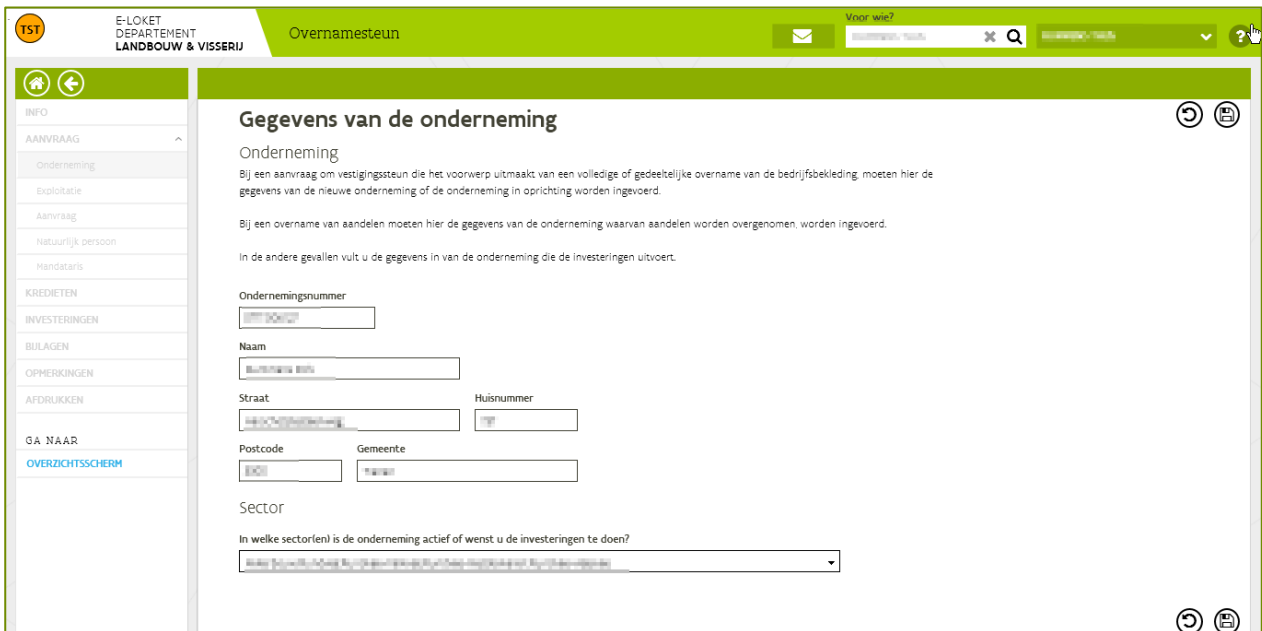 TST
E-LOKET
DEPARTEMENT
LANDBOUW & VISSERIJ
Overnamesteun
Voor wie?
?
INFO
AANVRAAG
Onderneming
Exploitatie
Aanvraag
Natuurlijk persoon
Mandataris
KREDIETEN
INVESTERINGEN
BIJLAGEN
OPMERKINGEN
AFDRUKKEN
GA NAAR
OVERZICHTSSCHERM
Gegevens van de onderneming
Onderneming
Bij een aanvraag om vestigingssteun die het voorwerp uitmaakt van een volledige of gedeeltelijke overname van de bedrijfsbekleding, moeten hier de
gegevens van de nieuwe onderneming of de onderneming in oprichting worden ingevoerd.
Bij een overname van aandelen moeten hier de gegevens van de onderneming waarvan aandelen worden overgenomen, worden ingevoerd.
In de andere gevallen vult u de gegevens in van de onderneming die de investeringen uitvoert.
Ondernemingsnummer
Naam
Straat Huisnummer
Postcode Gemeente
Sector
In welke sector(en) is de onderneming actief of wenst u de investeringen te doen?